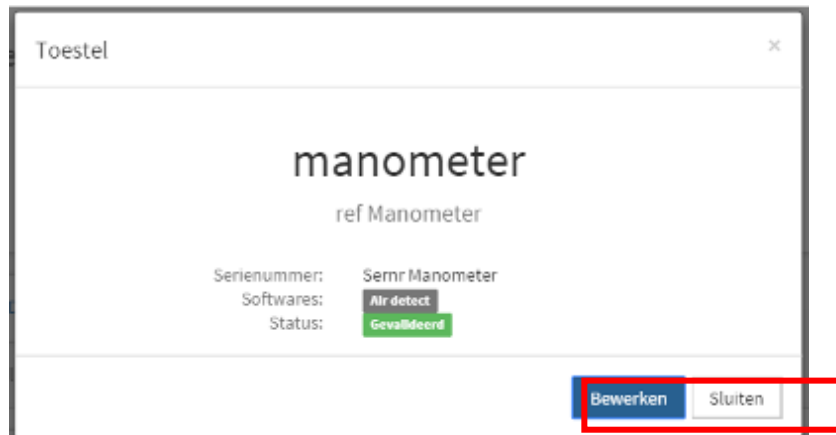 Toestel ×
manometer
ref Manometer
Serienummer: Sernr Manometer
Softwares: Air detect
Status: Gevalideerd
Bewerken Sluiten